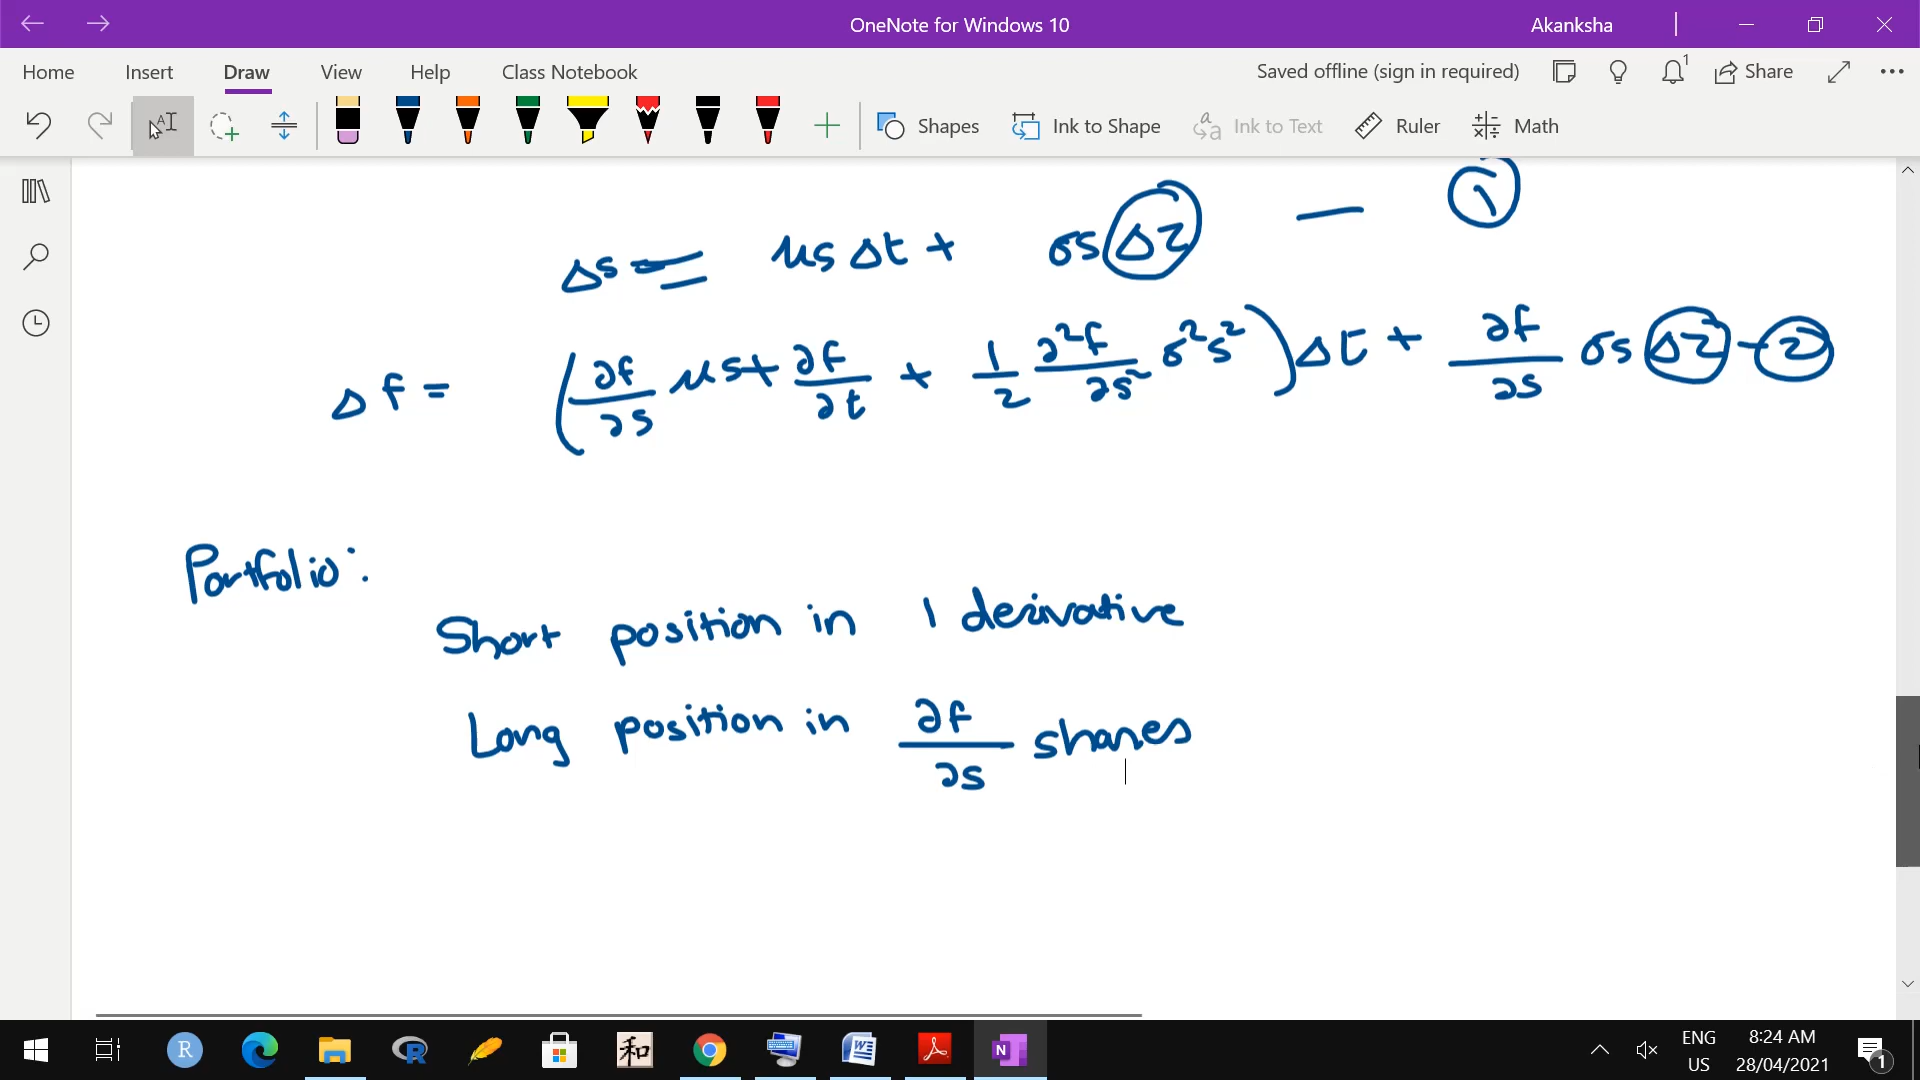 OneNote for Windows 10
Akanksha
Home Insert Draw View Help Class Notebook
Saved offline (sign in required) 1 Share
Shapes Ink to Shape Ink to Text Ruler Math
Δs = μs Δt + σs Δz — ①
Δf = (∂f/∂s μs + ∂f/∂t + 1/2 ∂²f/∂s² σ²s²) Δt + ∂f/∂s σs Δz - ②
Portfolio:
Short position in 1 derivative
Long position in ∂f/∂s shares
ENG
US
8:24 AM
28/04/2021
1